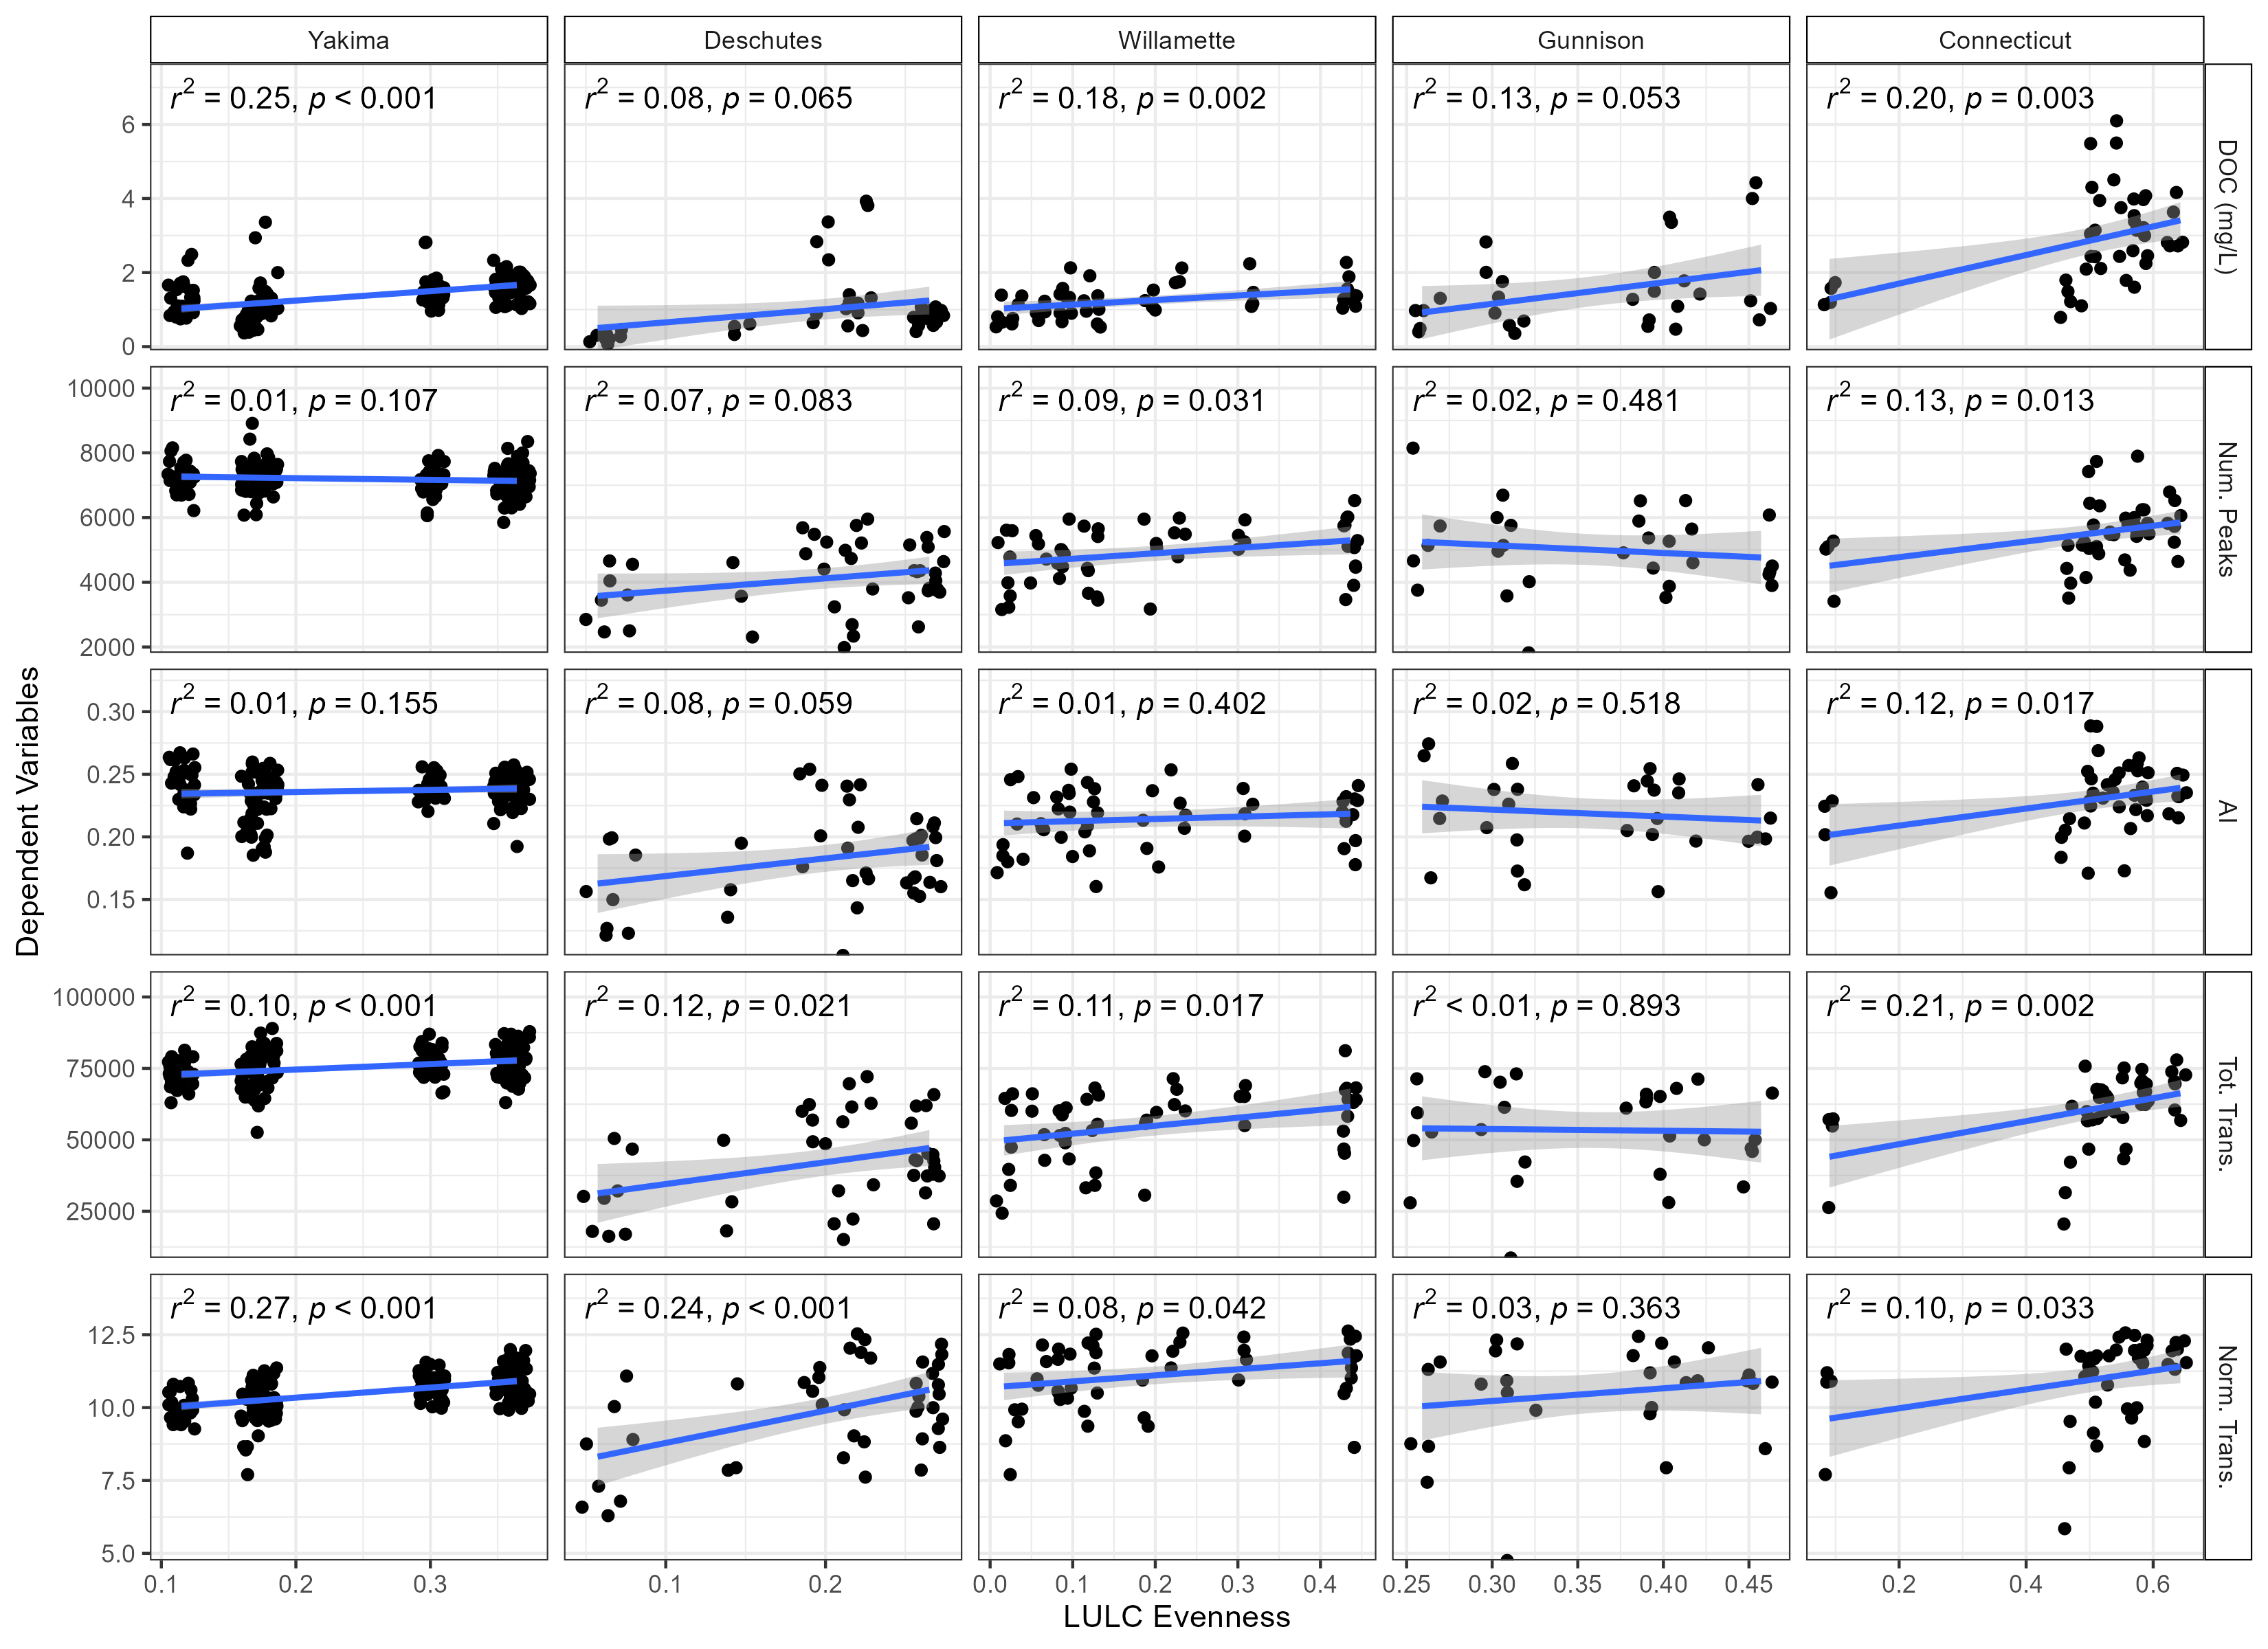 Yakima Deschutes Willamette Gunnison Connecticut
r² = 0.25, p < 0.001 r² = 0.08, p = 0.065 r² = 0.18, p = 0.002 r² = 0.13, p = 0.053 r² = 0.20, p = 0.003
DOC (mg/L)
6
4
2
0
r² = 0.01, p = 0.107 r² = 0.07, p = 0.083 r² = 0.09, p = 0.031 r² = 0.02, p = 0.481 r² = 0.13, p = 0.013
Num. Peaks
10000
8000
6000
4000
2000
r² = 0.01, p = 0.155 r² = 0.08, p = 0.059 r² = 0.01, p = 0.402 r² = 0.02, p = 0.518 r² = 0.12, p = 0.017
AI
0.30
0.25
0.20
0.15
Dependent Variables
r² = 0.10, p < 0.001 r² = 0.12, p = 0.021 r² = 0.11, p = 0.017 r² < 0.01, p = 0.893 r² = 0.21, p = 0.002
Tot. Trans.
100000
75000
50000
25000
r² = 0.27, p < 0.001 r² = 0.24, p < 0.001 r² = 0.08, p = 0.042 r² = 0.03, p = 0.363 r² = 0.10, p = 0.033
Norm. Trans.
12.5
10.0
7.5
5.0
0.1 0.2 0.3 0.1 0.2 0.0 0.1 0.2 0.3 0.4 0.25 0.30 0.35 0.40 0.45 0.2 0.4 0.6
LULC Evenness